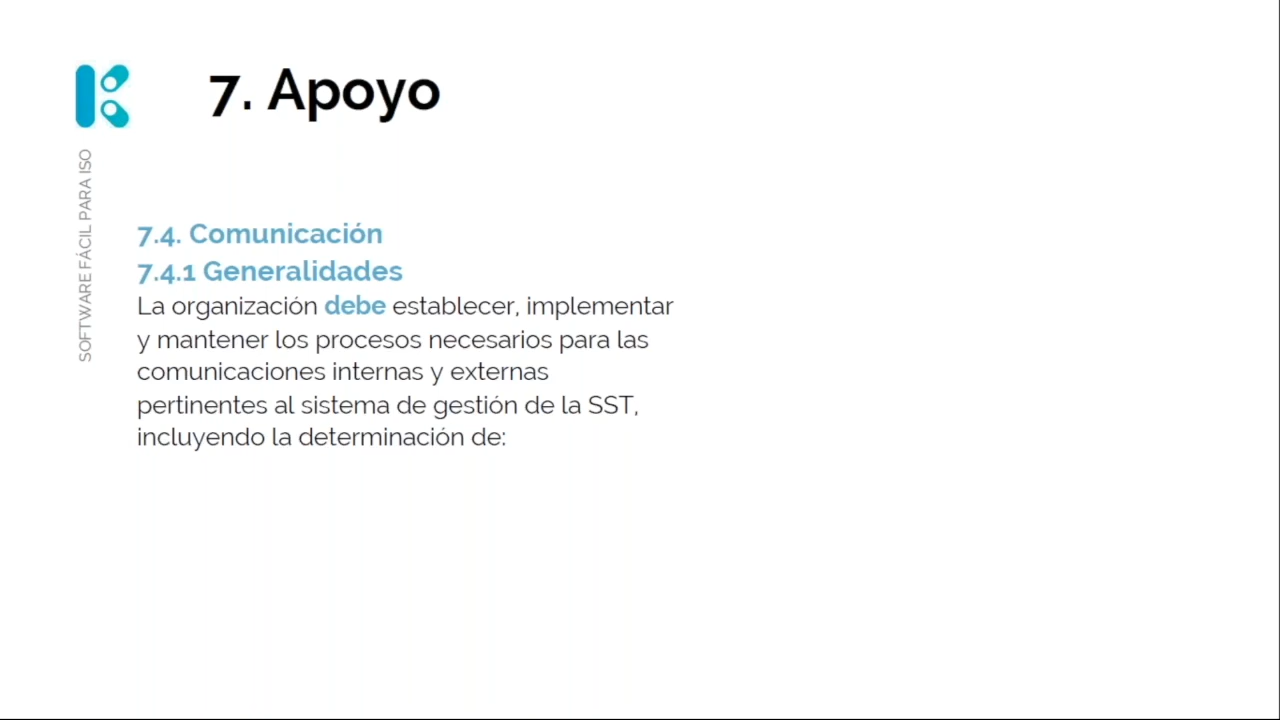 7. Apoyo
SOFTWARE FÁCIL PARA ISO
7.4. Comunicación
7.4.1 Generalidades
La organización debe establecer, implementar
y mantener los procesos necesarios para las
comunicaciones internas y externas
pertinentes al sistema de gestión de la SST,
incluyendo la determinación de: